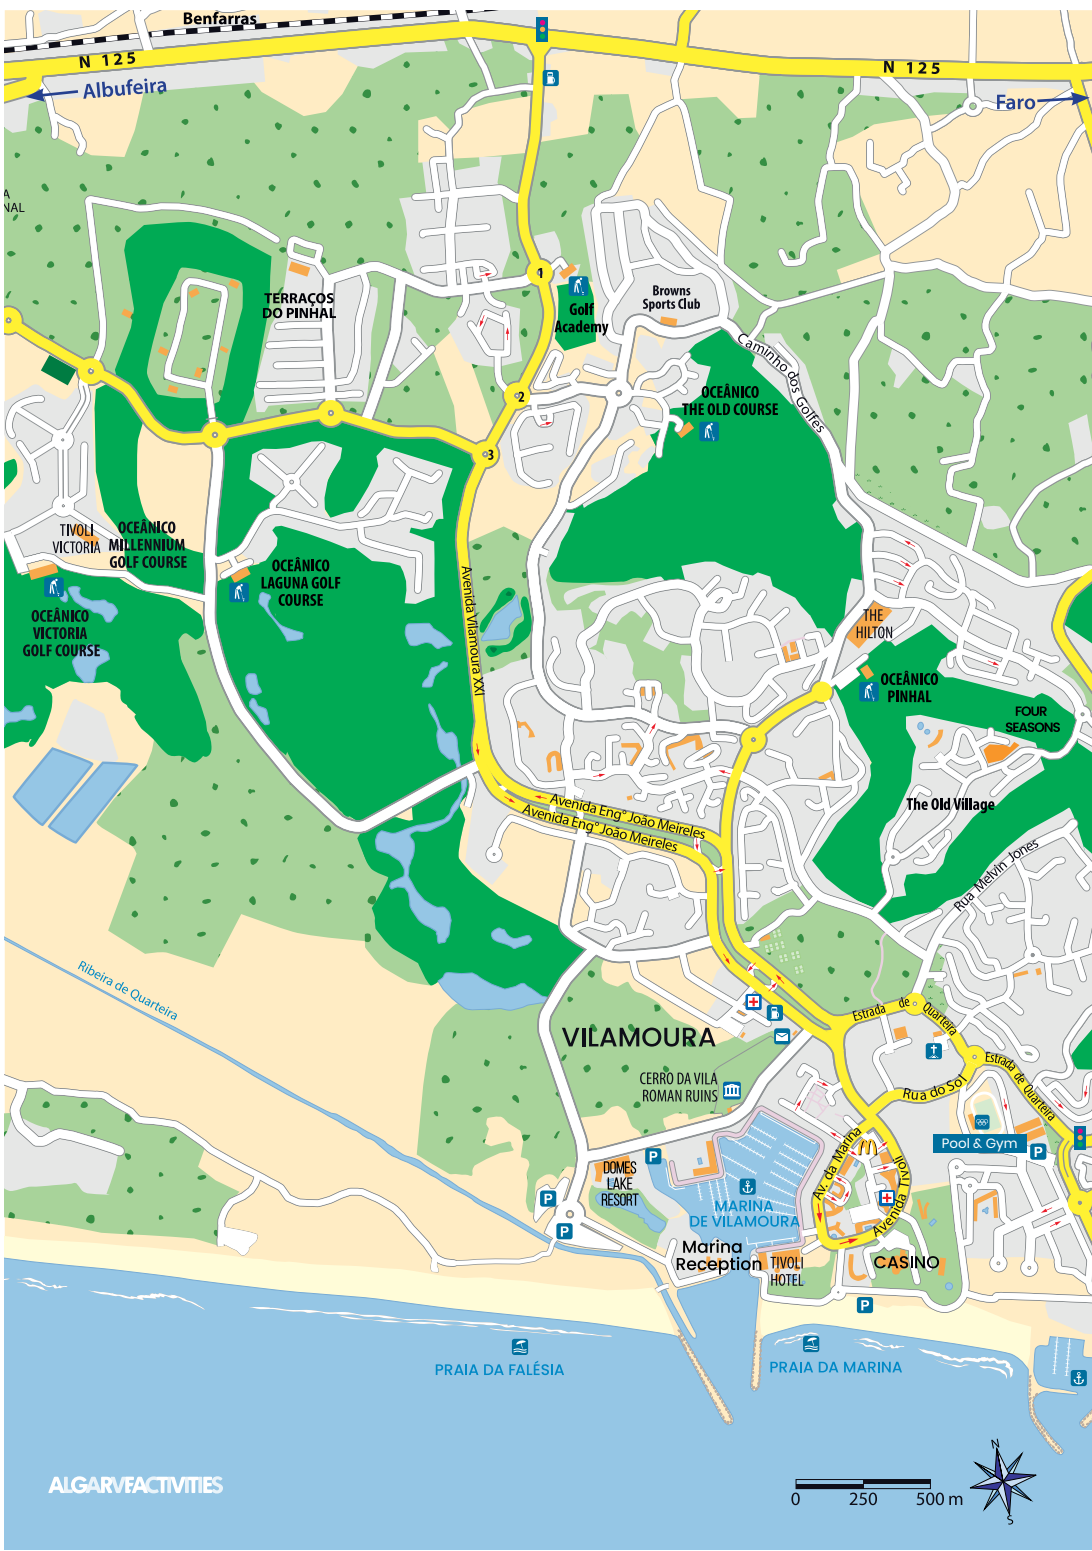 Benfarras
N 125
N 125
Albufeira
Faro
A
NAL
1
TERRAÇOS
DO PINHAL
Golf
Academy
Browns
Sports Club
Caminho dos Golfes
2
OCEÂNICO
THE OLD COURSE
3
TIVOLI
VICTORIA
OCEÂNICO
MILLENNIUM
GOLF COURSE
OCEÂNICO
LAGUNA GOLF
COURSE
OCEÂNICO
VICTORIA
GOLF COURSE
Avenida Vilamoura XXI
THE
HILTON
OCEÂNICO
PINHAL
FOUR
SEASONS
The Old Village
Avenida Engº João Meireles
Avenida Engº João Meireles
Rua Melvin Jones
Ribeira de Quarteira
VILAMOURA
Estrada de Quarteira
Estrada de Quarteira
CERRO DA VILA
ROMAN RUINS
Rua do Sol
Pool & Gym
P
P
P
P
P
Av. da Marina
Avenida Tivoli
DOMES
LAKE
RESORT
MARINA
DE VILAMOURA
Marina
Reception
TIVOLI
HOTEL
CASINO
PRAIA DA FALÉSIA
PRAIA DA MARINA
ALGARVEACTIVITIES
0 250 500 m
N
S